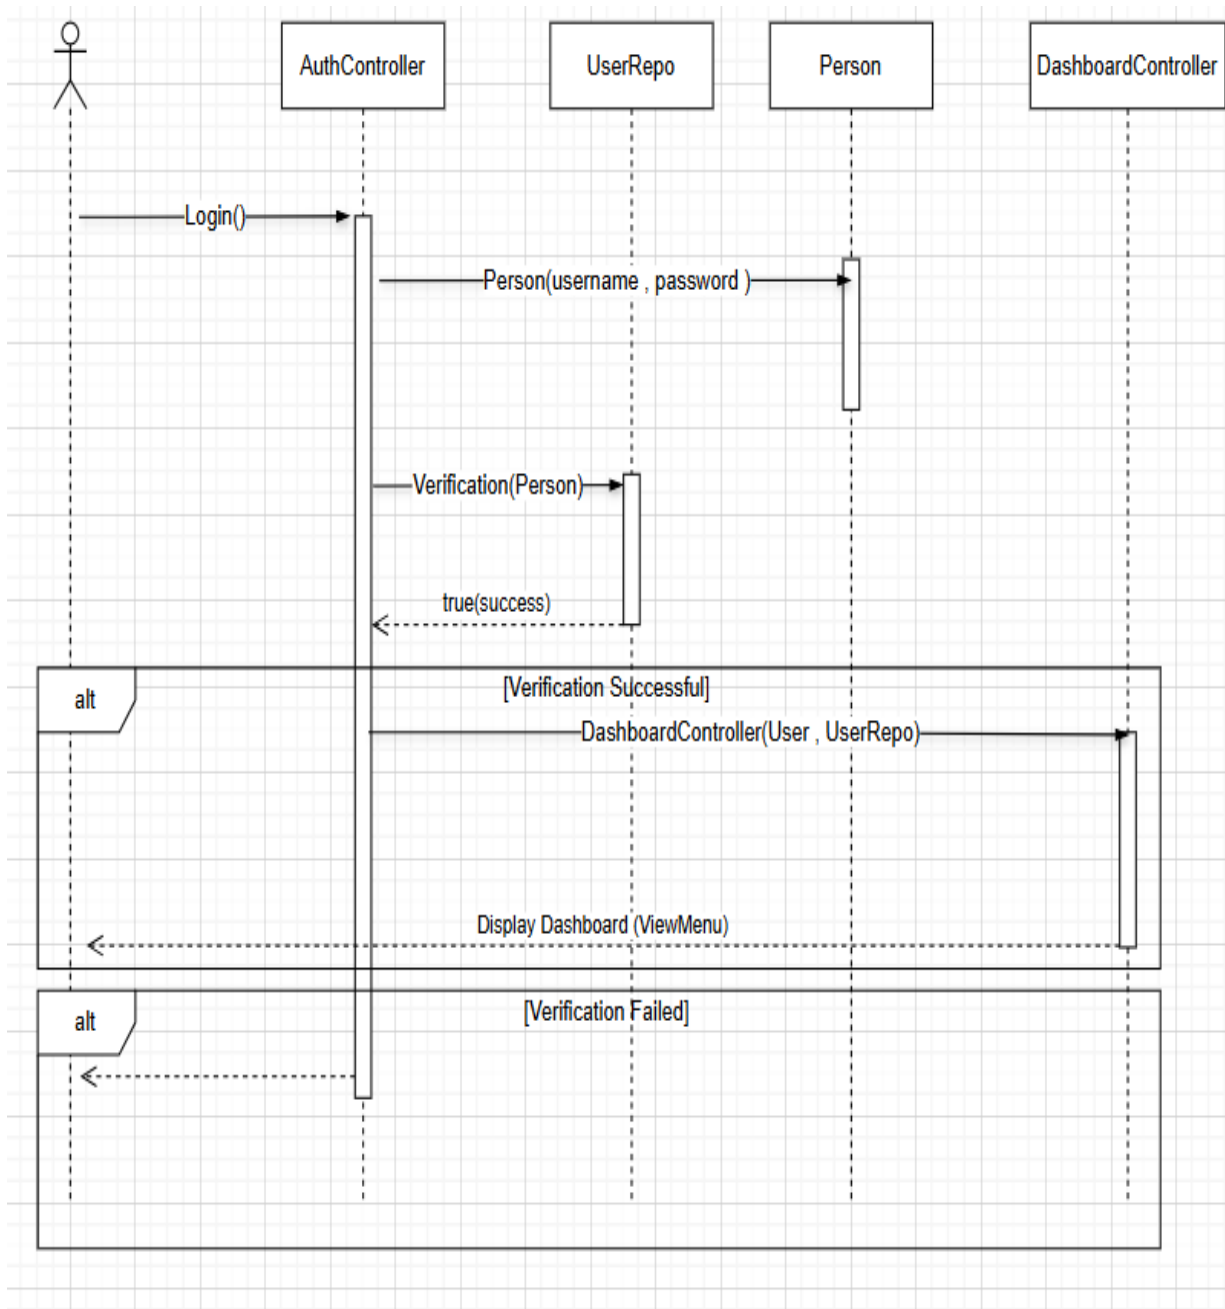 AuthController
UserRepo
Person
DashboardController
Login()
Person(username , password )
Verification(Person)
true(success)
alt
[Verification Successful]
DashboardController(User , UserRepo)
Display Dashboard (ViewMenu)
alt
[Verification Failed]